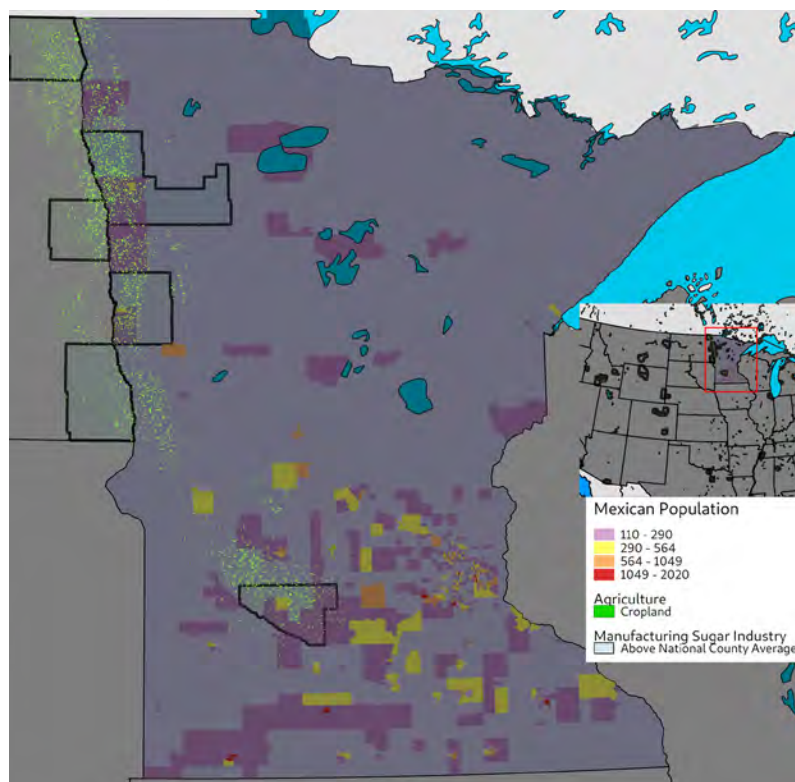 Mexican Population
110 - 290
290 - 564
564 - 1049
1049 - 2020
Agriculture
Cropland
Manufacturing Sugar Industry
Above National County Average